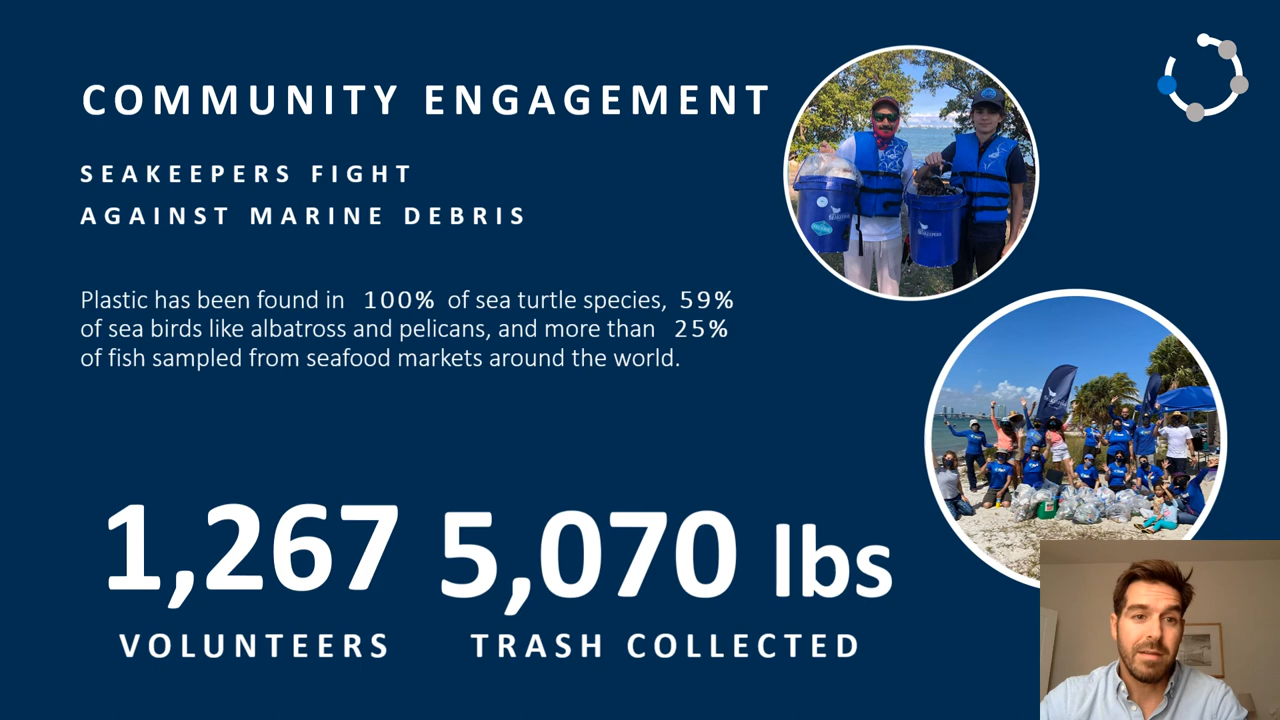 COMMUNITY ENGAGEMENT
SEAKEEPERS FIGHT
AGAINST MARINE DEBRIS
Plastic has been found in 100% of sea turtle species, 59%
of sea birds like albatross and pelicans, and more than 25%
of fish sampled from seafood markets around the world.
1,267 5,070 lbs
VOLUNTEERS TRASH COLLECTED